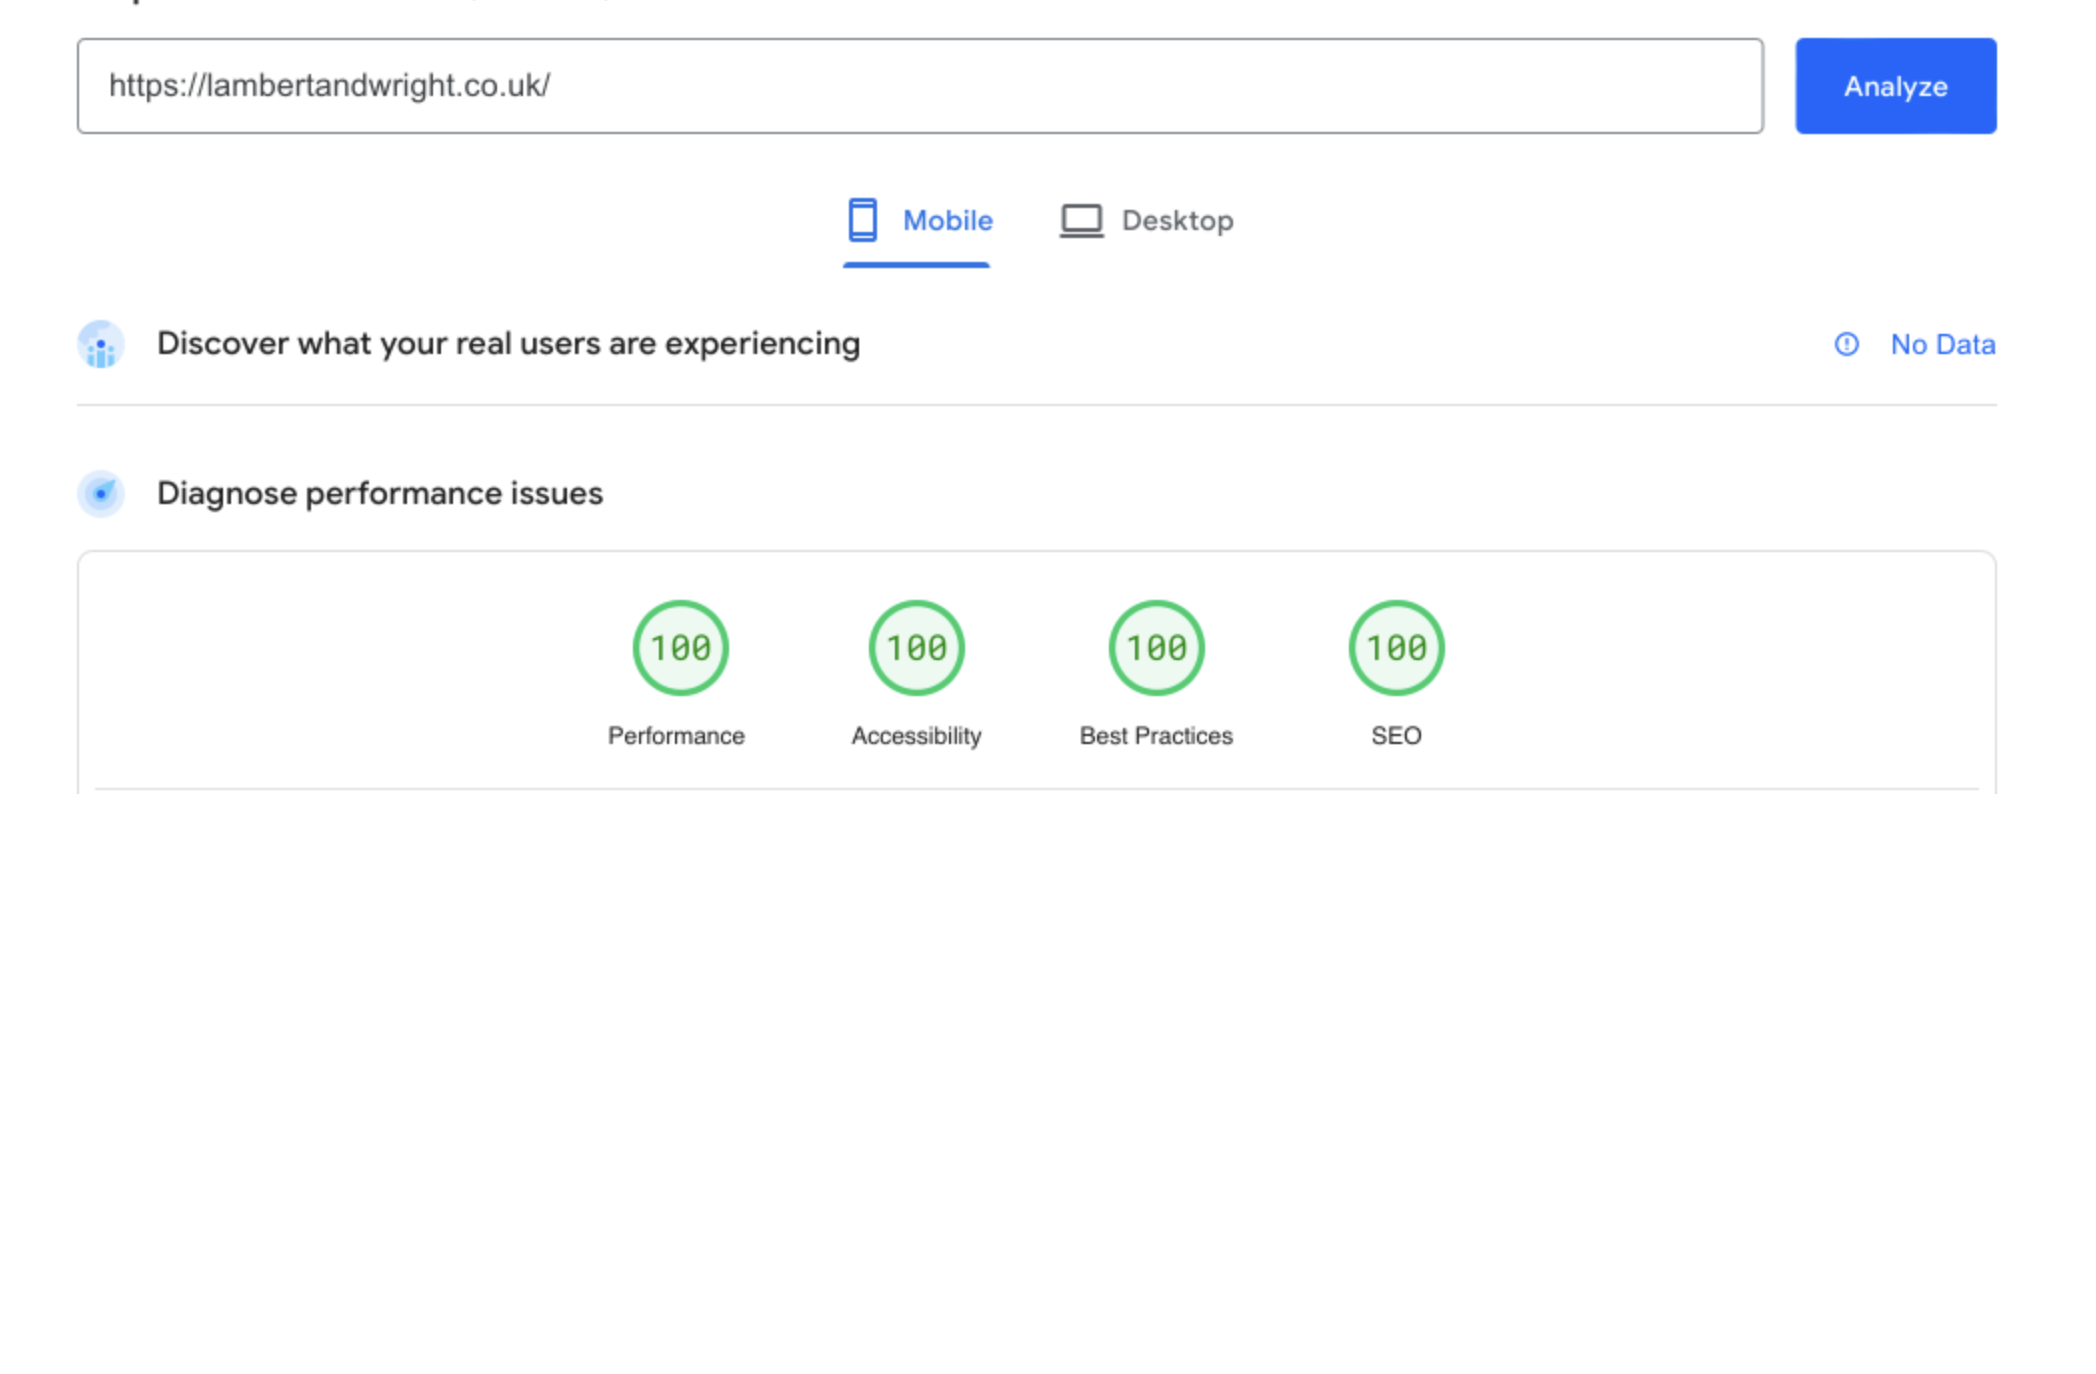 https://lambertandwright.co.uk/
Analyze
Mobile
Desktop
Discover what your real users are experiencing
No Data
Diagnose performance issues
100
100
100
100
Performance
Accessibility
Best Practices
SEO